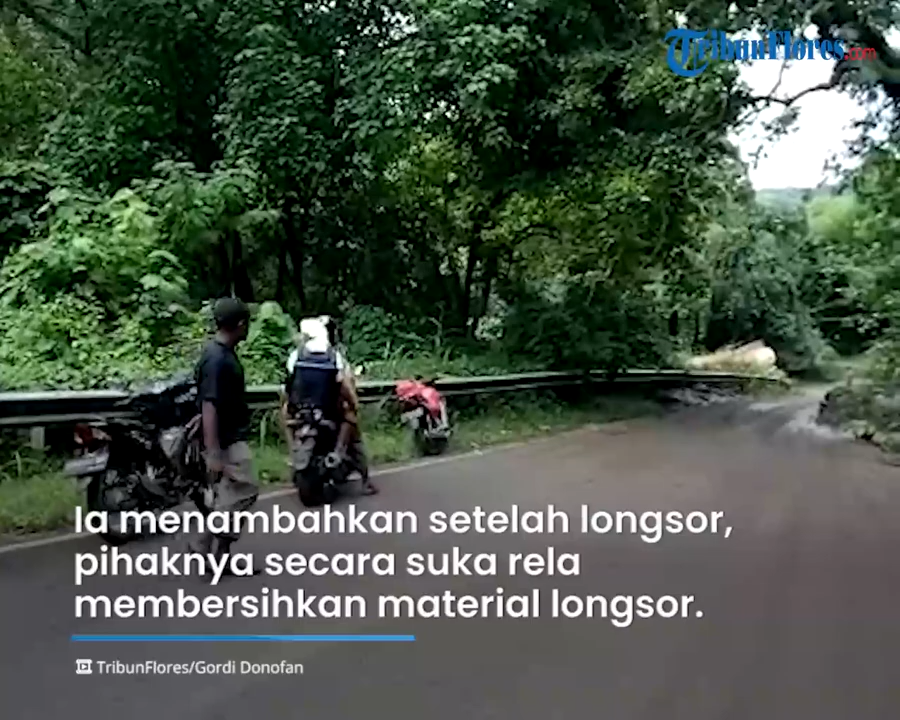 TribunFlores.com
Ia menambahkan setelah longsor,
pihaknya secara suka rela
membersihkan material longsor.
TribunFlores/Gordi Donofan